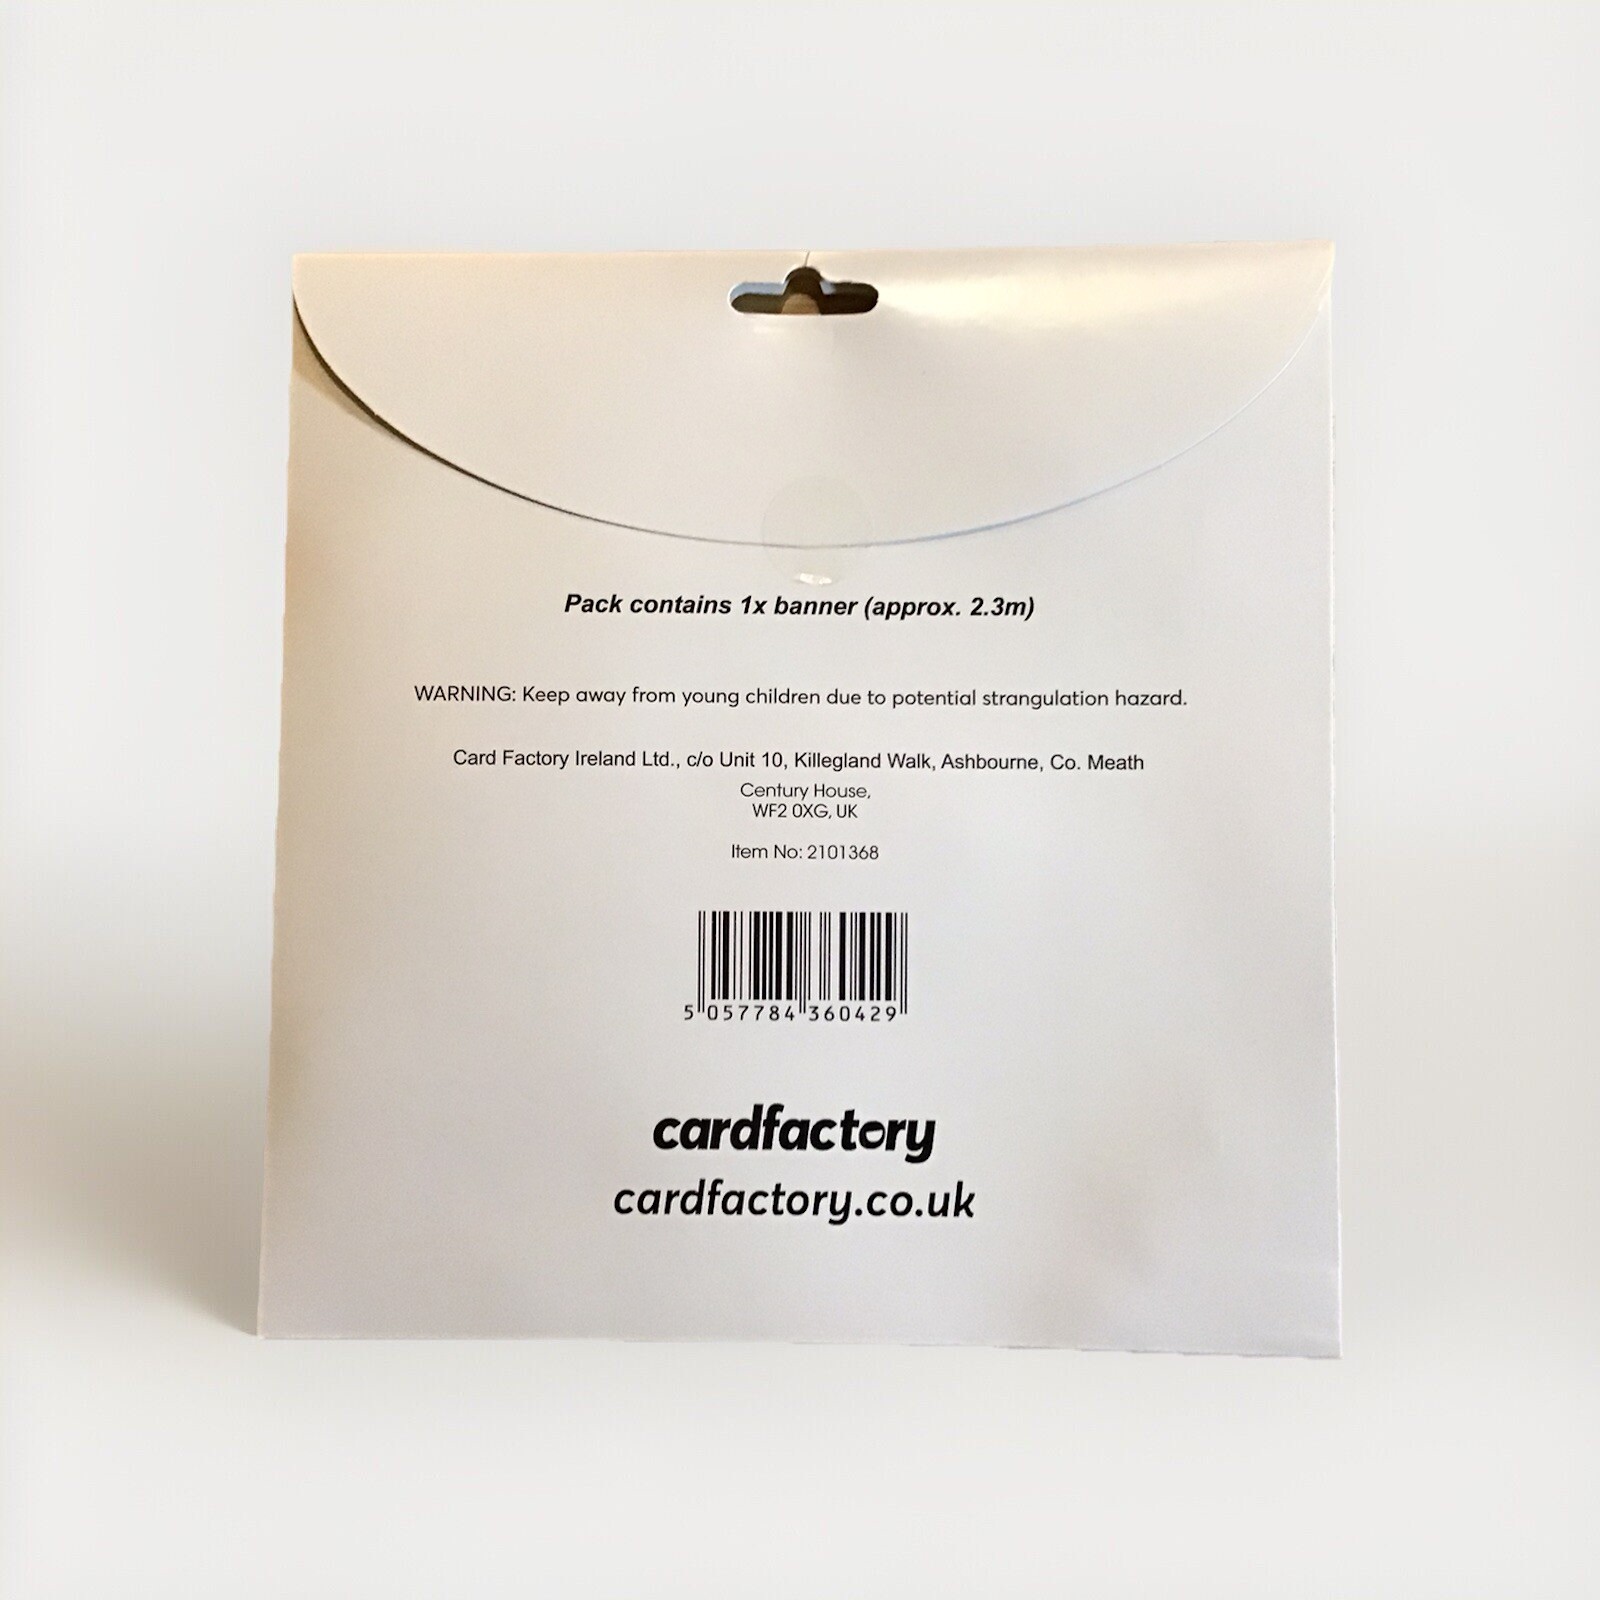 Pack contains 1x banner (approx. 2.3m)
WARNING: Keep away from young children due to potential strangulation hazard.
Card Factory Ireland Ltd., c/o Unit 10, Killegland Walk, Ashbourne, Co. Meath
Century House,
WF2 0XG, UK
Item No: 2101368
5 057784 360429
cardfactory
cardfactory.co.uk